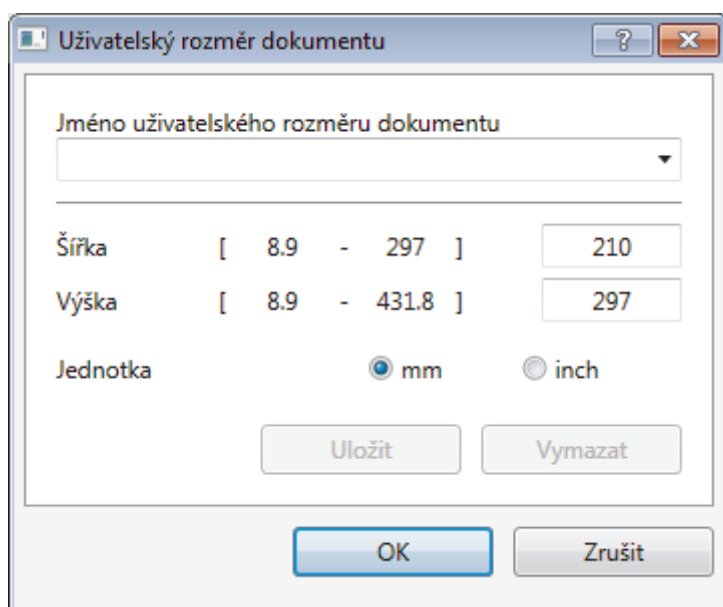 Uživatelský rozměr dokumentu
Jméno uživatelského rozměru dokumentu
Šířka [ 8.9 - 297 ] 210
Výška [ 8.9 - 431.8 ] 297
Jednotka mm inch
Uložit Vymazat
OK Zrušit